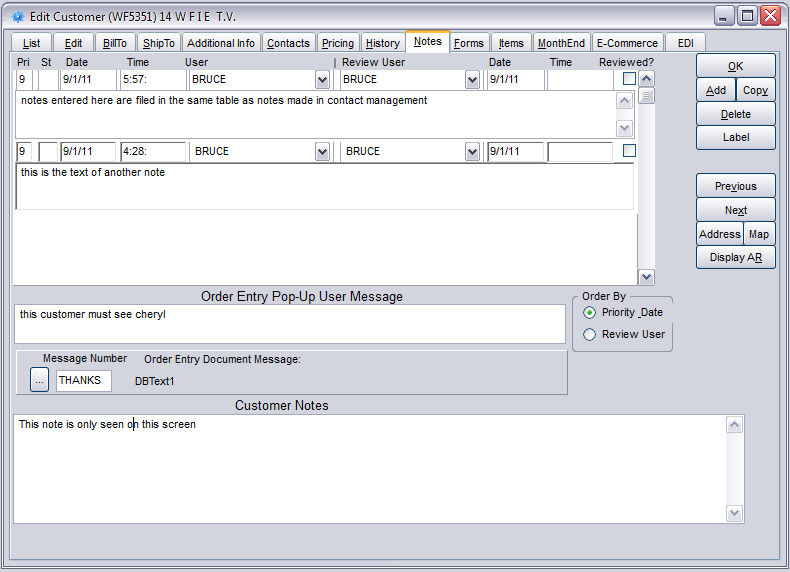 Edit Customer (WF5351) 14 W F I E T.V.
List Edit BillTo ShipTo Additional Info Contacts Pricing History Notes Forms Items MonthEnd E-Commerce EDI
Pri St Date Time User | Review User Date Time Reviewed?
9 9/1/11 5:57: BRUCE BRUCE 9/1/11
notes entered here are filed in the same table as notes made in contact management
9 9/1/11 4:28: BRUCE BRUCE 9/1/11
this is the text of another note
OK
Add Copy
Delete
Label
Previous
Next
Address Map
Display AR
Order Entry Pop-Up User Message
this customer must see cheryl
Order By
Priority Date
Review User
Message Number Order Entry Document Message:
... THANKS DBText1
Customer Notes
This note is only seen on this screen